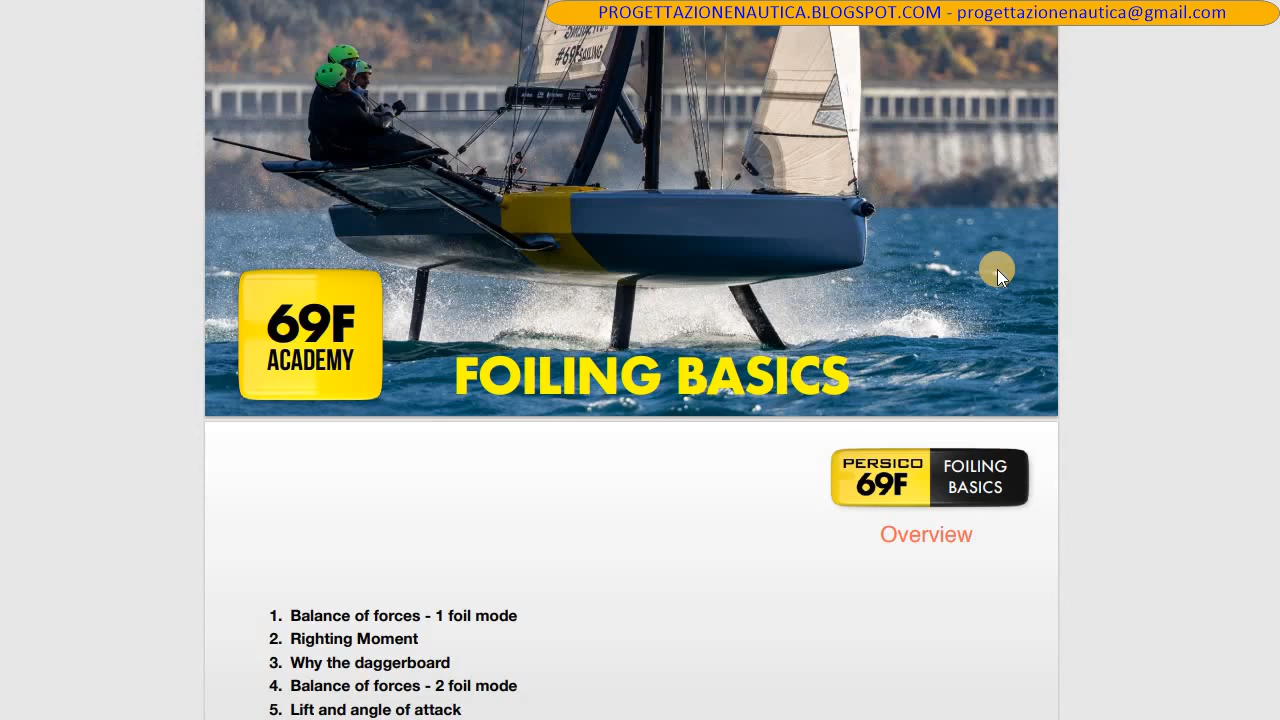 PROGETTAZIONENAUTICA.BLOGSPOT.COM - progettazionenautica@gmail.com
#69F SAILING
69F
ACADEMY
FOILING BASICS
PERSICO
69F
FOILING
BASICS
Overview
1. Balance of forces - 1 foil mode
2. Righting Moment
3. Why the daggerboard
4. Balance of forces - 2 foil mode
5. Lift and angle of attack